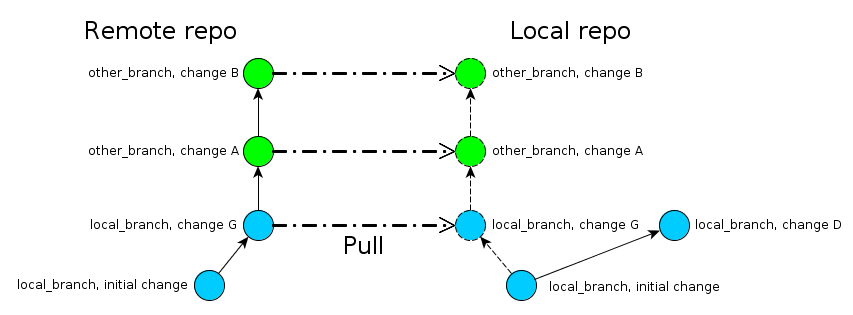 Remote repo
Local repo
other_branch, change B
other_branch, change B
other_branch, change A
other_branch, change A
local_branch, change G
local_branch, change G
local_branch, change D
Pull
local_branch, initial change
local_branch, initial change